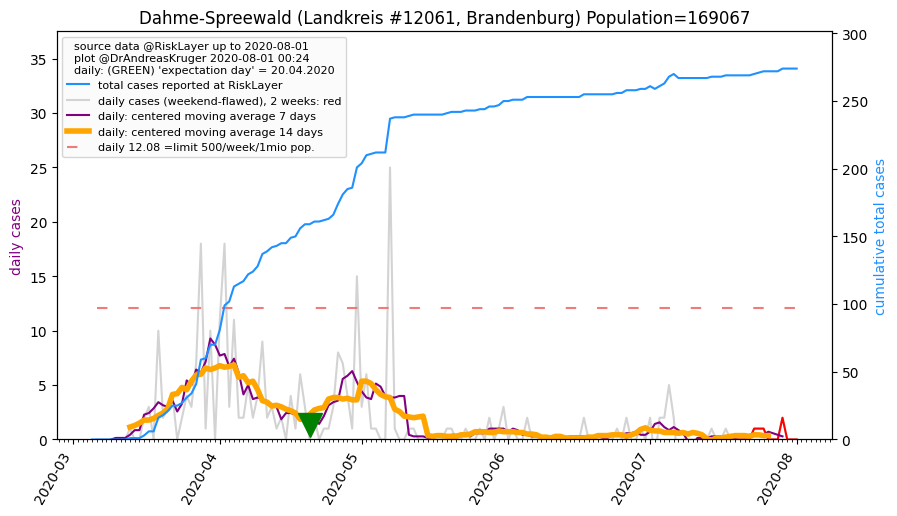 Dahme-Spreewald (Landkreis #12061, Brandenburg) Population=169067
source data @RiskLayer up to 2020-08-01
plot @DrAndreasKruger 2020-08-01 00:24
daily: (GREEN) 'expectation day' = 20.04.2020
total cases reported at RiskLayer
daily cases (weekend-flawed), 2 weeks: red
daily: centered moving average 7 days
daily: centered moving average 14 days
daily 12.08 =limit 500/week/1mio pop.
daily cases
35
30
25
20
15
10
5
0
cumulative total cases
300
250
200
150
100
50
0
2020-03
2020-04
2020-05
2020-06
2020-07
2020-08